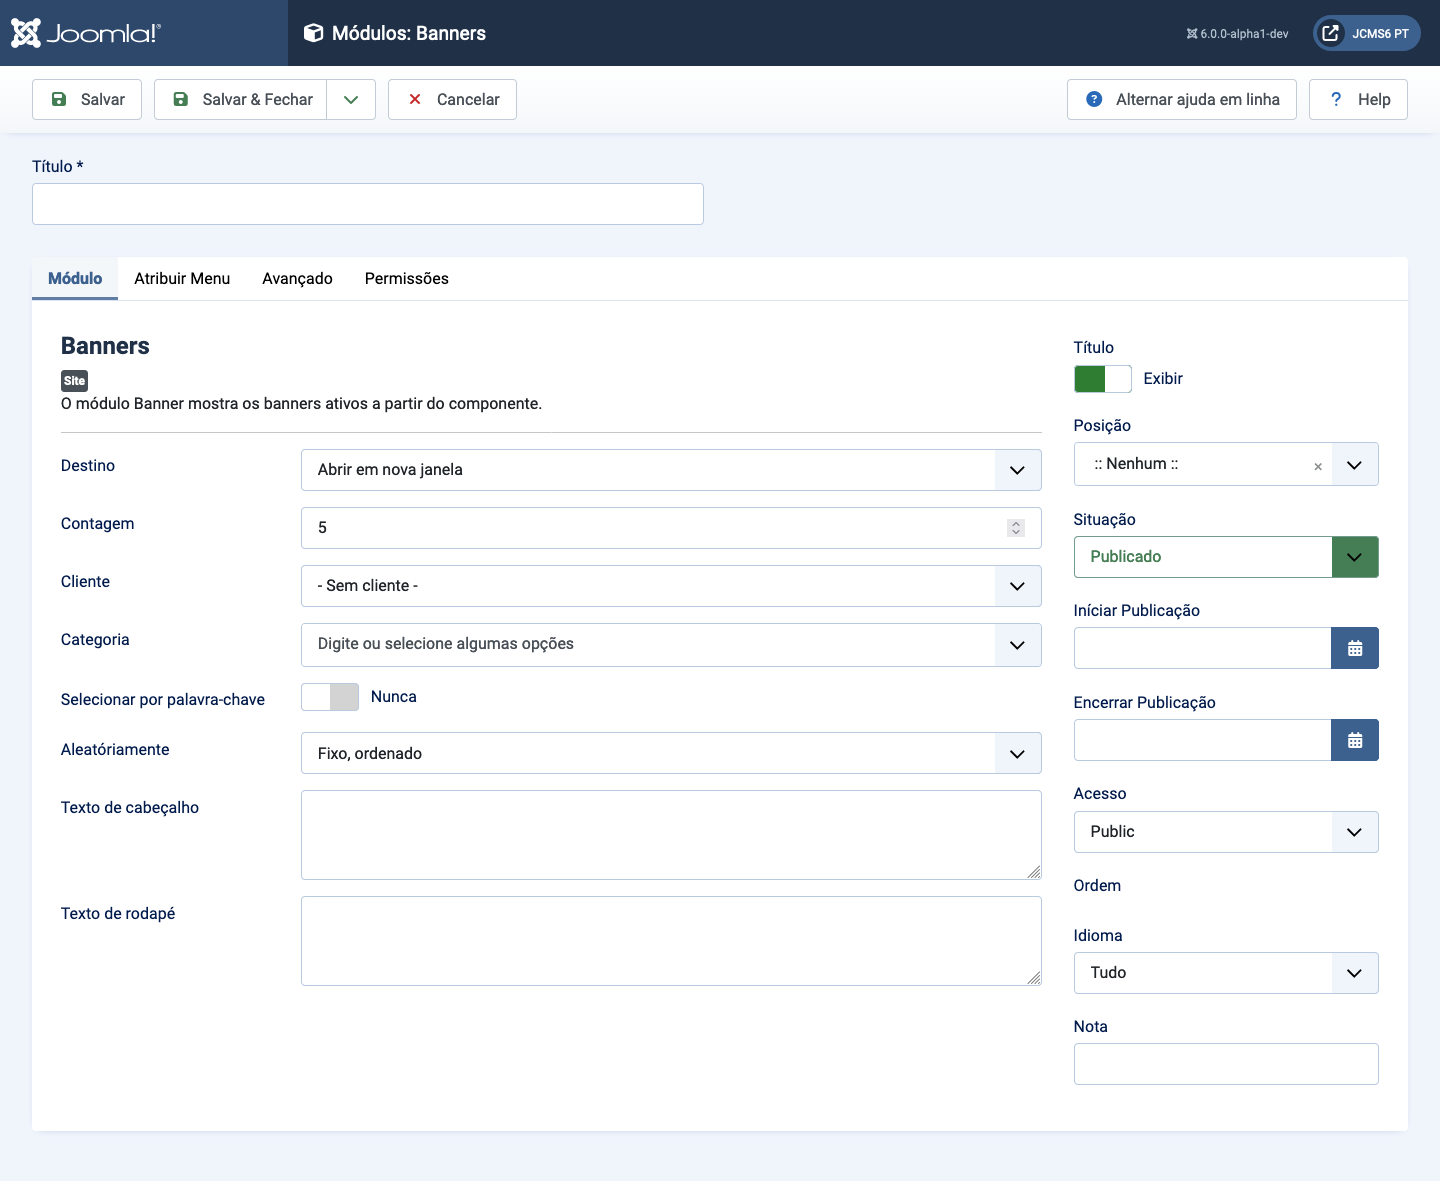 Joomla!®
Módulos: Banners
6.0.0-alpha1-dev
JCMS6 PT
Salvar
Salvar & Fechar
Cancelar
Alternar ajuda em linha
Help
Título *
Módulo
Atribuir Menu
Avançado
Permissões
Banners
Site
O módulo Banner mostra os banners ativos a partir do componente.
Destino
Abrir em nova janela
Contagem
5
Cliente
- Sem cliente -
Categoria
Digite ou selecione algumas opções
Selecionar por palavra-chave
Nunca
Aleatóriamente
Fixo, ordenado
Texto de cabeçalho
Texto de rodapé
Título
Exibir
Posição
:: Nenhum ::
Situação
Publicado
Iníciar Publicação
Encerrar Publicação
Acesso
Public
Ordem
Idioma
Tudo
Nota